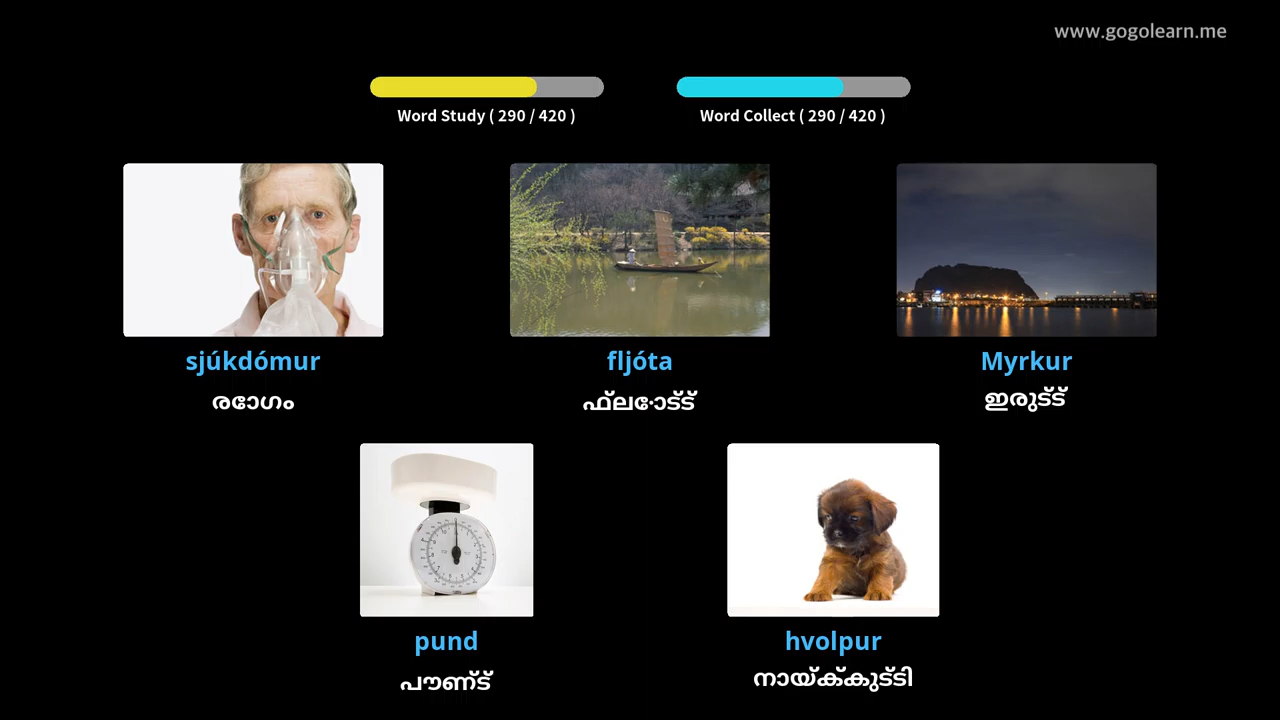 www.gogolearn.me
Word Study ( 290 / 420 )
Word Collect ( 290 / 420 )
sjúkdómur
fljóta
Myrkur
രോഗം
ഫ്ലോട്ട്
ഇരുട്ട്
pund
hvolpur
പൗണ്ട്
നായ്ക്കുട്ടി